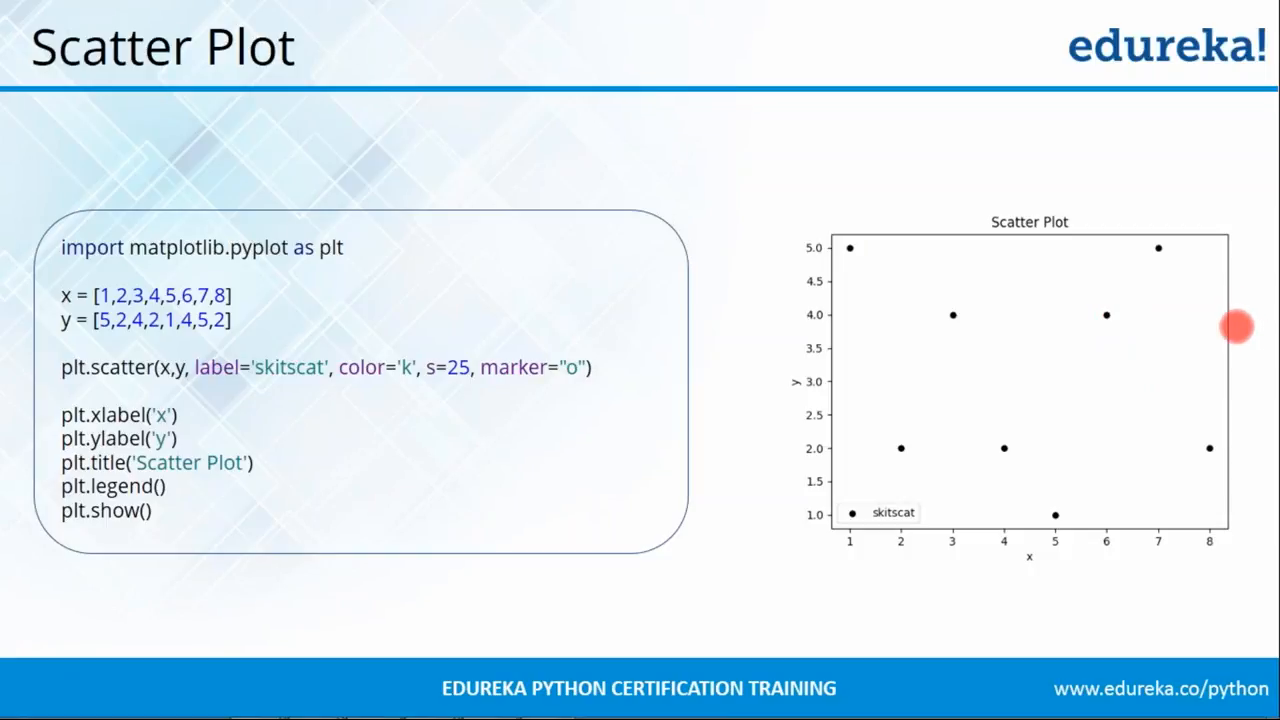 Scatter Plot
edureka!
import matplotlib.pyplot as plt
x = [1,2,3,4,5,6,7,8]
y = [5,2,4,2,1,4,5,2]
plt.scatter(x,y, label='skitscat', color='k', s=25, marker="o")
plt.xlabel('x')
plt.ylabel('y')
plt.title('Scatter Plot')
plt.legend()
plt.show()
Scatter Plot
5.0
4.5
4.0
3.5
y
3.0
2.5
2.0
1.5
1.0
skitscat
1 2 3 4 5 6 7 8
x
EDUREKA PYTHON CERTIFICATION TRAINING
www.edureka.co/python